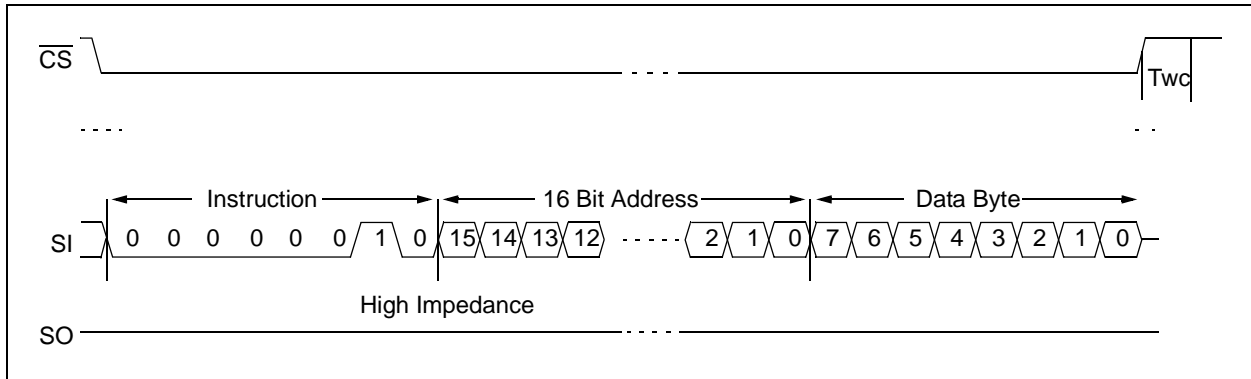 CS
Twc
Instruction 16 Bit Address Data Byte
SI 0 0 0 0 0 0 1 0 15 14 13 12 2 1 0 7 6 5 4 3 2 1 0
High Impedance
SO